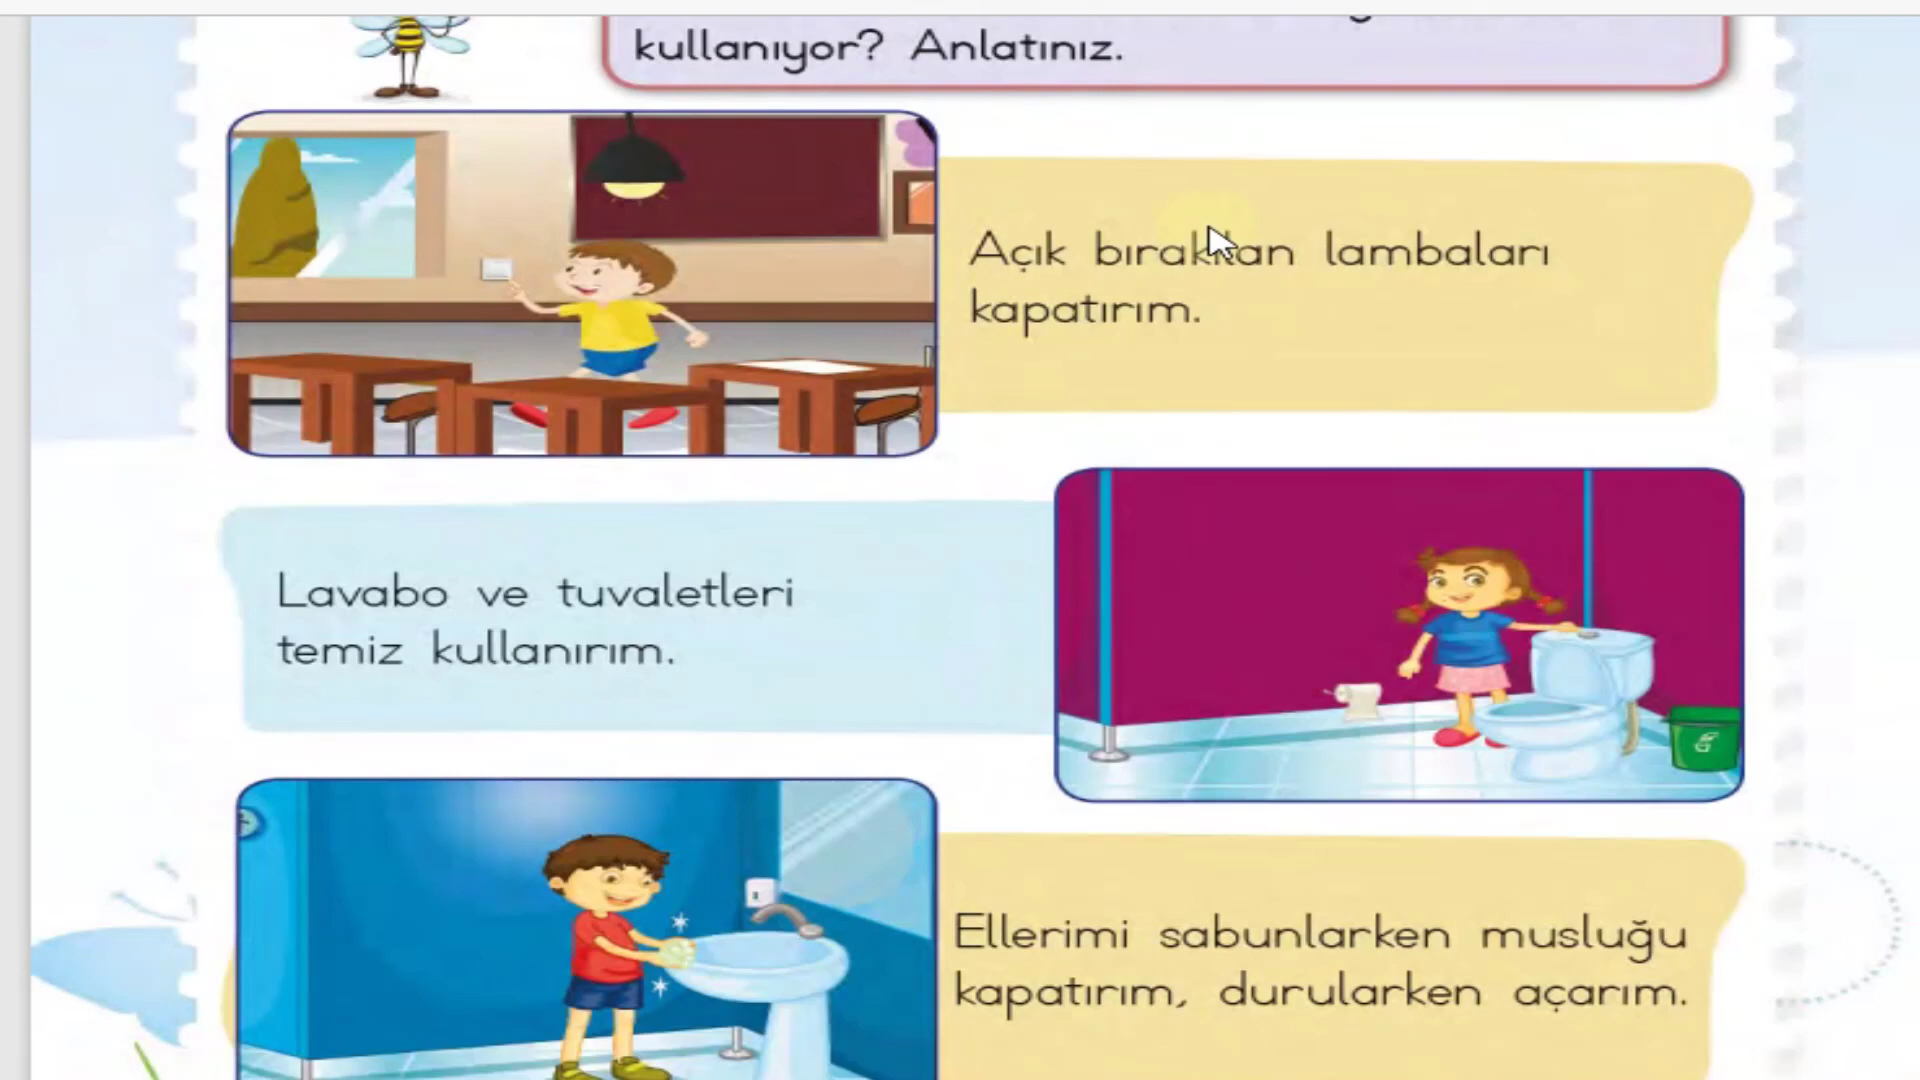 kullanıyor? Anlatınız.
Açık bırakılan lambaları
kapatırım.
Lavabo ve tuvaletleri
temiz kullanırım.
Ellerimi sabunlarken musluğu
kapatırım, durularken açarım.